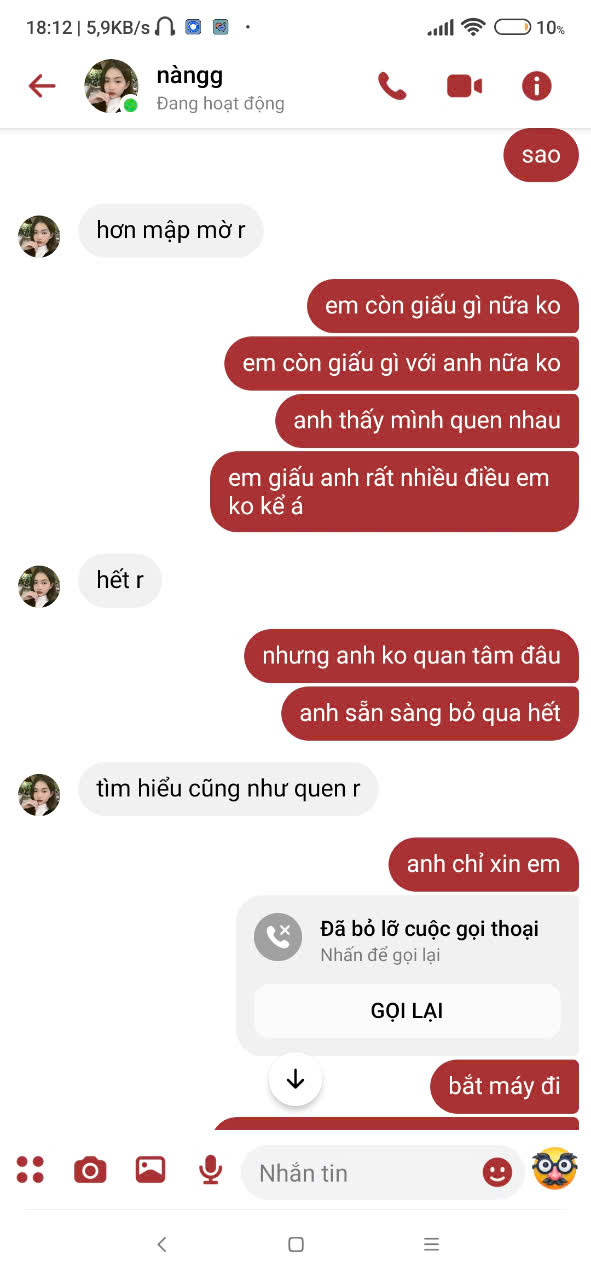 18:12 | 5,9KB/s
10%
nàngg
Đang hoạt động
sao
hơn mập mờ r
em còn giấu gì nữa ko
em còn giấu gì với anh nữa ko
anh thấy mình quen nhau
em giấu anh rất nhiều điều em
ko kể á
hết r
nhưng anh ko quan tâm đâu
anh sẵn sàng bỏ qua hết
tìm hiểu cũng như quen r
anh chỉ xin em
Đã bỏ lỡ cuộc gọi thoại
Nhấn để gọi lại
GỌI LẠI
bắt máy đi
Nhắn tin